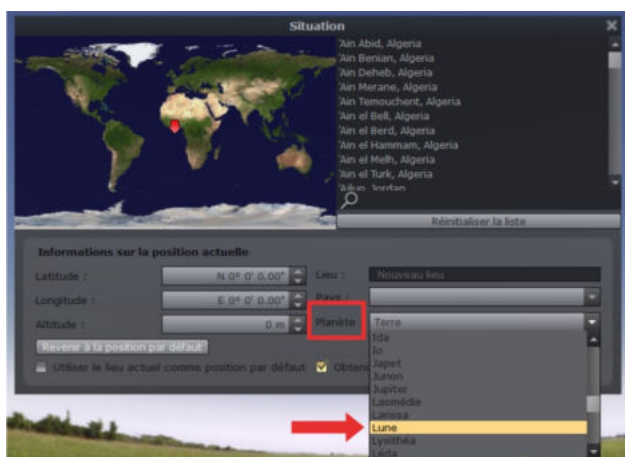 Situation
'Ain Abid, Algeria
'Ain Benian, Algeria
'Ain Deheb, Algeria
'Ain Merane, Algeria
'Ain Temouchent, Algeria
'Ain el Bell, Algeria
'Ain el Berd, Algeria
'Ain el Hammam, Algeria
'Ain el Melh, Algeria
'Ain el Turk, Algeria
'Ajlun, Jordan
Réinitialiser la liste
Informations sur la position actuelle
Latitude : N 0° 0' 0.00" Lieu : Nouveau lieu
Longitude : E 0° 0' 0.00" Pays :
Altitude : 0 m Planète Terre
Revenir à la position par défaut
Utiliser le lieu actuel comme position par défaut Obteni
Ida
Io
Japet
Junon
Jupiter
Laomédie
Larissa
Lune
Lysithéa
Léda